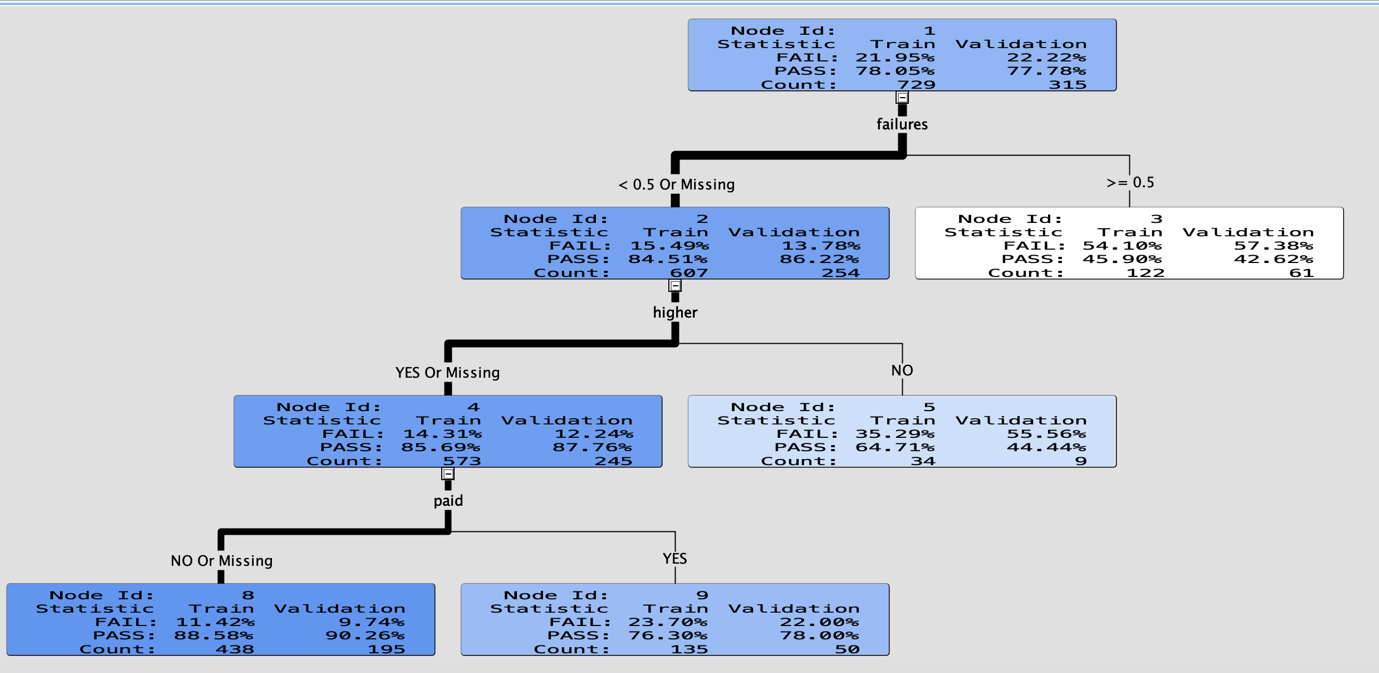 Node Id: 1
Statistic Train Validation
FAIL: 21.95% 22.22%
PASS: 78.05% 77.78%
Count: 729 315
failures
< 0.5 Or Missing
>= 0.5
Node Id: 2
Statistic Train Validation
FAIL: 15.49% 13.78%
PASS: 84.51% 86.22%
Count: 607 254
Node Id: 3
Statistic Train Validation
FAIL: 54.10% 57.38%
PASS: 45.90% 42.62%
Count: 122 61
higher
YES Or Missing
NO
Node Id: 4
Statistic Train Validation
FAIL: 14.31% 12.24%
PASS: 85.69% 87.76%
Count: 573 245
Node Id: 5
Statistic Train Validation
FAIL: 35.29% 55.56%
PASS: 64.71% 44.44%
Count: 34 9
paid
NO Or Missing
YES
Node Id: 8
Statistic Train Validation
FAIL: 11.42% 9.74%
PASS: 88.58% 90.26%
Count: 438 195
Node Id: 9
Statistic Train Validation
FAIL: 23.70% 22.00%
PASS: 76.30% 78.00%
Count: 135 50